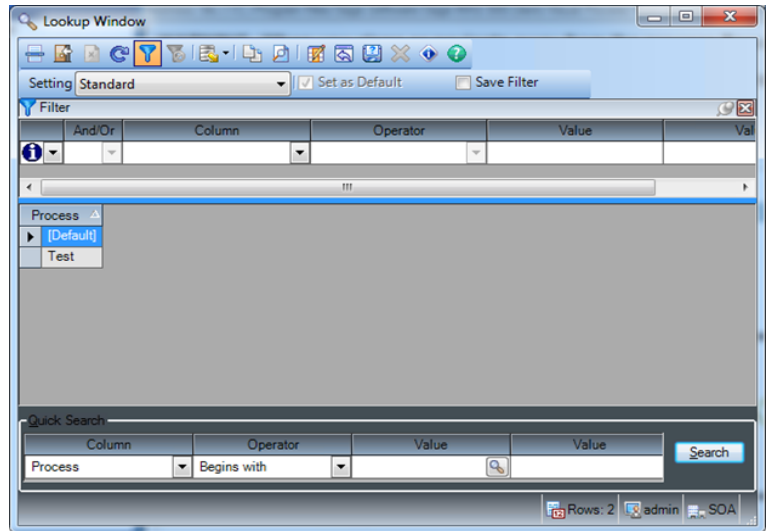 Lookup Window
Setting Standard Set as Default Save Filter
Filter
And/Or Column Operator Value Val
Process
[Default]
Test
Quick Search
Column Operator Value Value
Process Begins with Search
Rows: 2 admin SOA